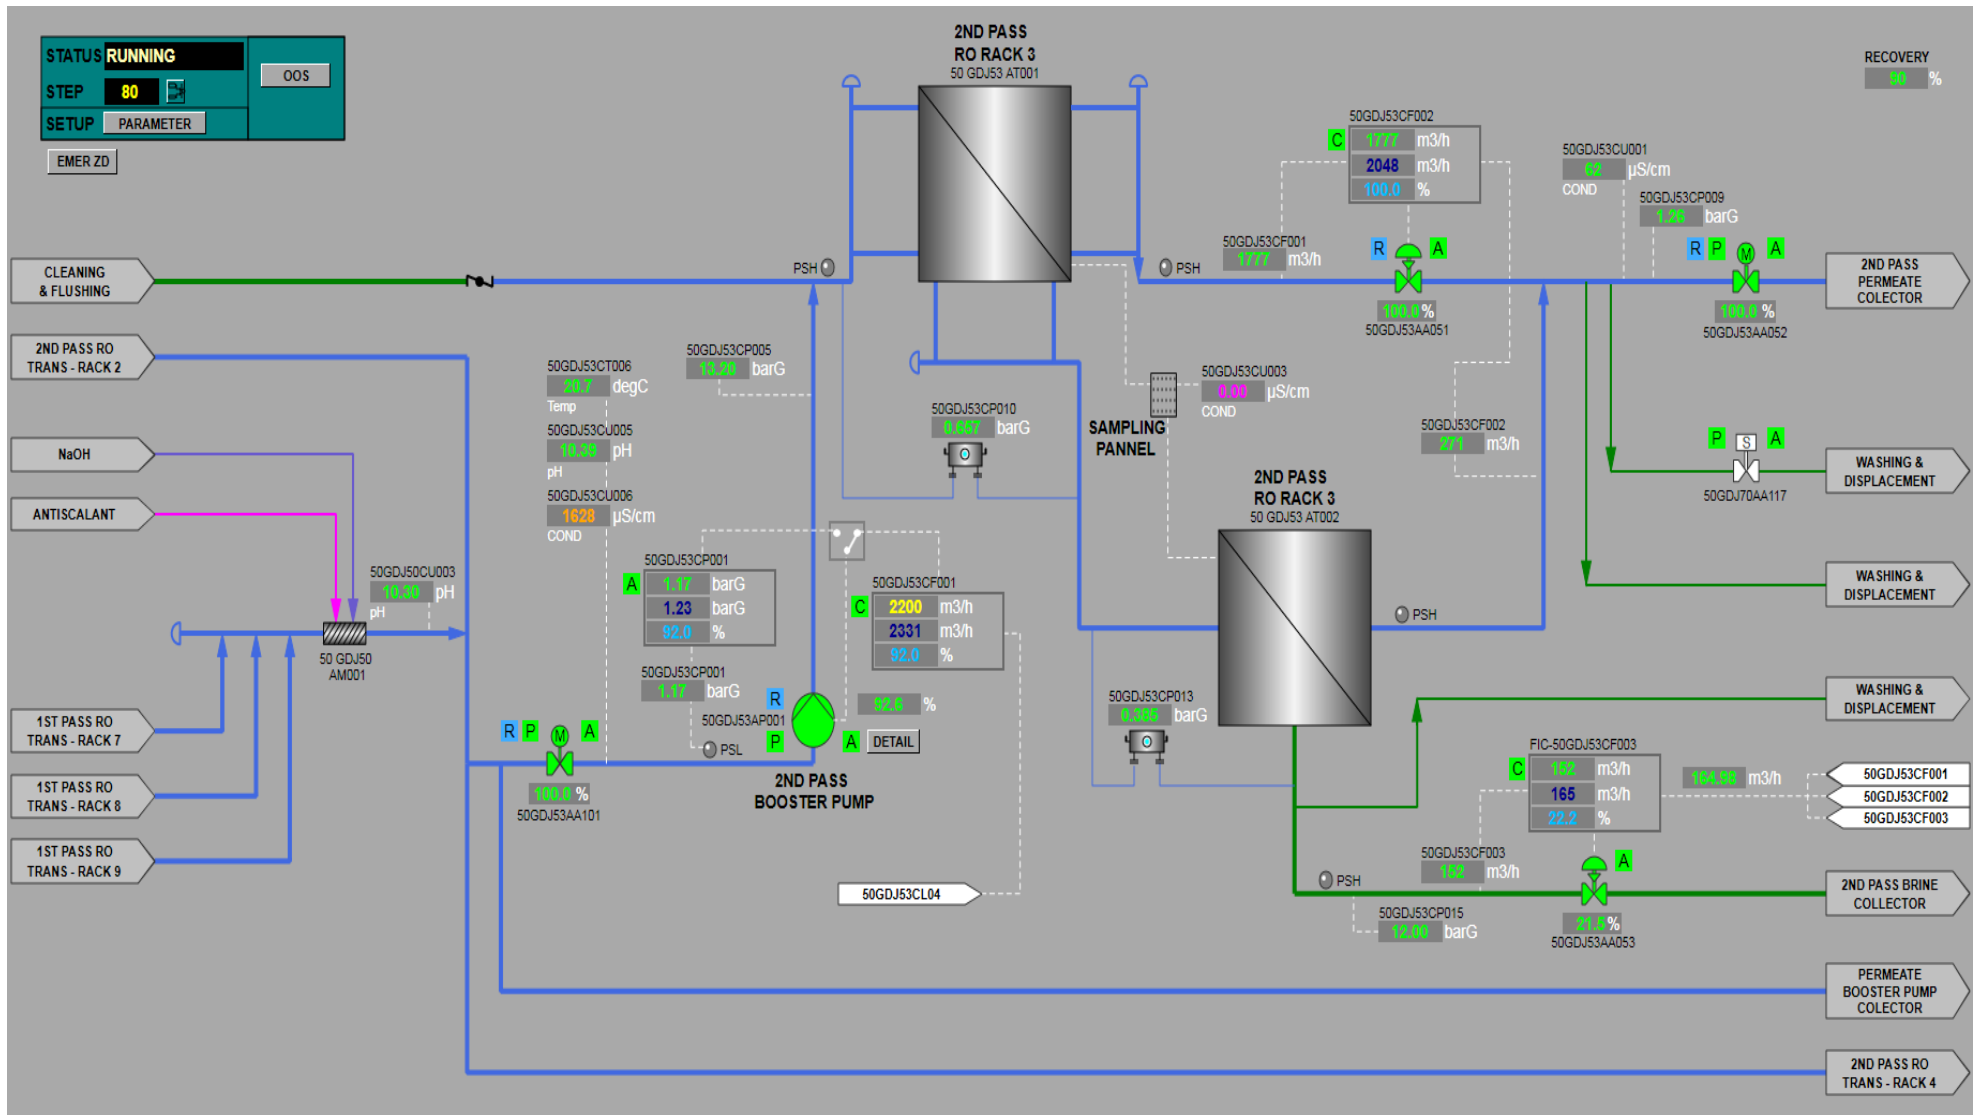 STATUS RUNNING
STEP 80
OOS
SETUP PARAMETER
EMER ZD
2ND PASS
RO RACK 3
50 GDJ53 AT001
RECOVERY
90 %
50GDJ53CF002
C 1777 m3/h
2048 m3/h
100.0 %
50GDJ53CU001
62 µS/cm
COND
50GDJ53CP009
1.26 barG
50GDJ53CF001
1777 m3/h
R A
100.0 %
50GDJ53AA051
R P M A
100.0 %
50GDJ53AA052
2ND PASS
PERMEATE
COLECTOR
CLEANING
& FLUSHING
PSH
PSH
2ND PASS RO
TRANS - RACK 2
50GDJ53CT006
20.7 degC
Temp
50GDJ53CP005
13.20 barG
50GDJ53CU005
10.39 pH
pH
50GDJ53CU006
1628 µS/cm
COND
50GDJ53CP010
0.657 barG
SAMPLING
PANNEL
50GDJ53CU003
0.00 µS/cm
COND
50GDJ53CF002
271 m3/h
P S A
50GDJ70AA117
WASHING &
DISPLACEMENT
NaOH
ANTISCALANT
50GDJ50CU003
10.30 pH
pH
50 GDJ50
AM001
2ND PASS
RO RACK 3
50 GDJ53 AT002
50GDJ53CP001
A 1.17 barG
1.23 barG
92.0 %
50GDJ53CF001
C 2200 m3/h
2331 m3/h
92.0 %
50GDJ53CP001
1.17 barG
PSH
WASHING &
DISPLACEMENT
WASHING &
DISPLACEMENT
1ST PASS RO
TRANS - RACK 7
1ST PASS RO
TRANS - RACK 8
1ST PASS RO
TRANS - RACK 9
R P M A
100.0 %
50GDJ53AA101
R
50GDJ53AP001
P A
92.6 %
DETAIL
PSL
2ND PASS
BOOSTER PUMP
50GDJ53CP013
0.385 barG
FIC-50GDJ53CF003
C 152 m3/h
165 m3/h
22.2 %
164.98 m3/h
50GDJ53CF001
50GDJ53CF002
50GDJ53CF003
50GDJ53CF003
152 m3/h
A
21.5 %
50GDJ53AA053
PSH
50GDJ53CP015
12.00 barG
50GDJ53CL04
2ND PASS BRINE
COLLECTOR
PERMEATE
BOOSTER PUMP
COLECTOR
2ND PASS RO
TRANS - RACK 4